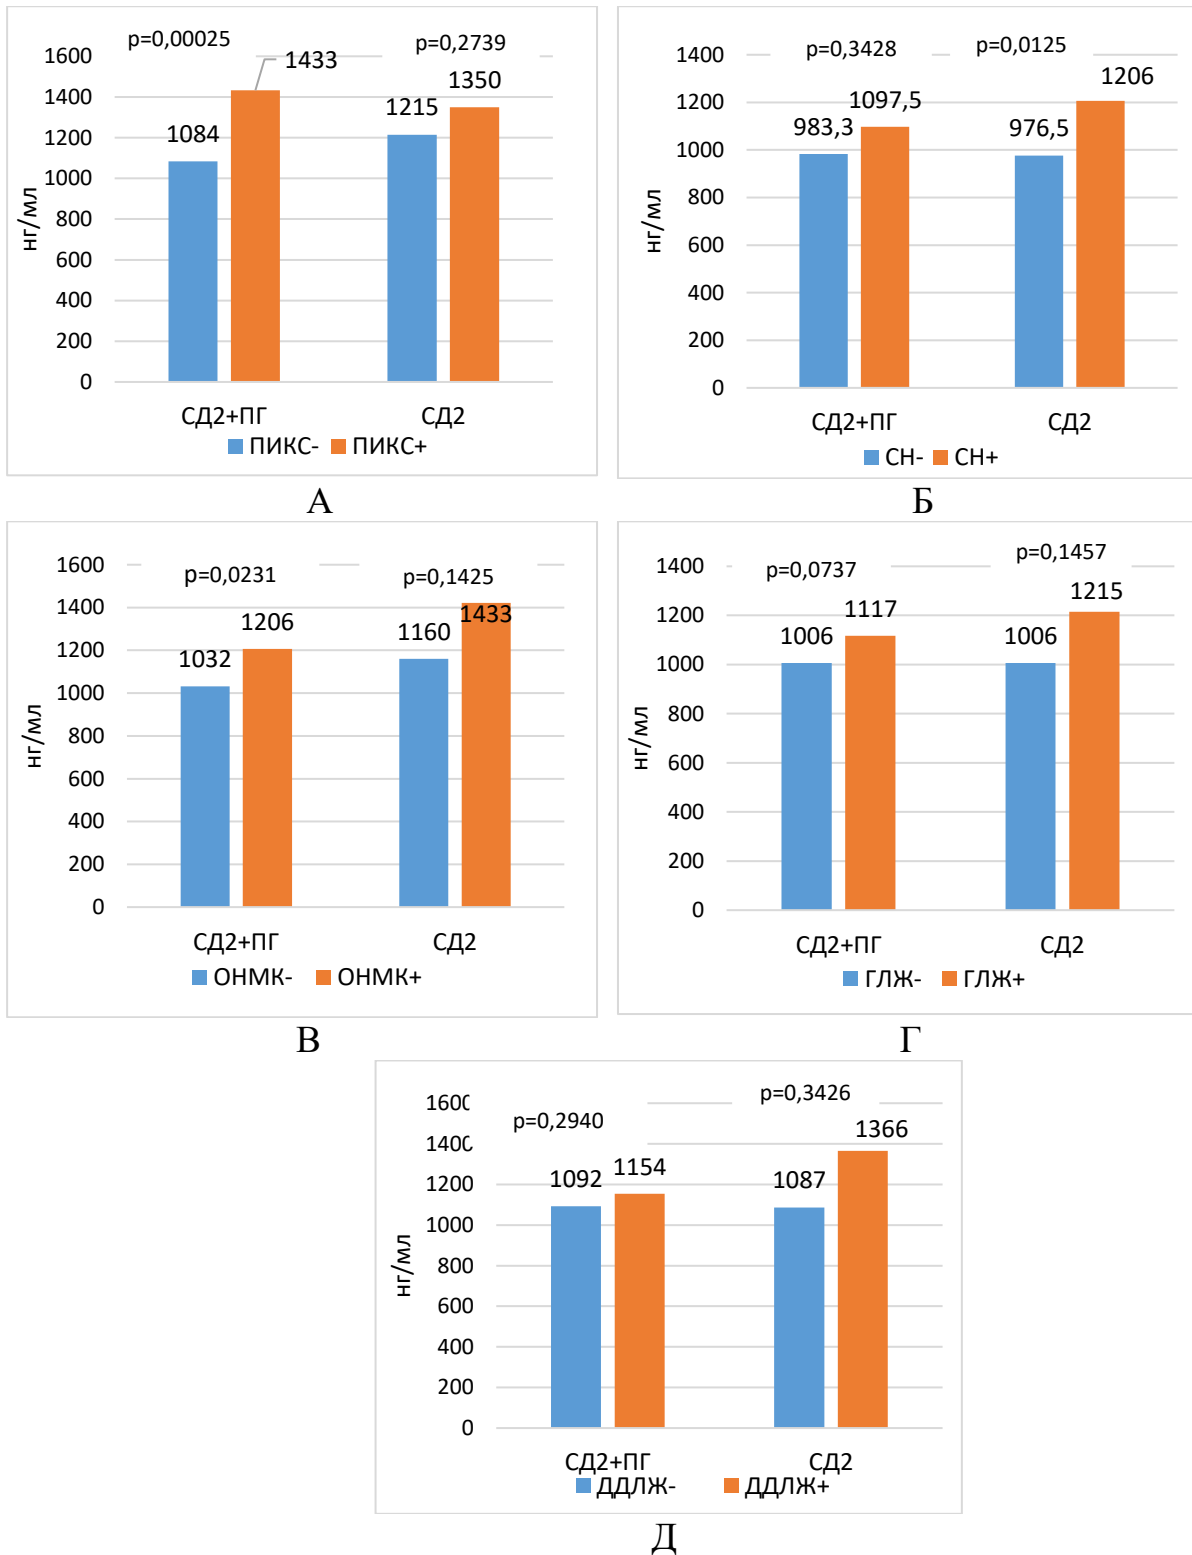 p=0,00025
p=0,2739
1600
1400
1200
1000
800
600
400
200
0
нг/мл
1084
1433
1215
1350
СД2+ПГ
СД2
ПИКС- ПИКС+
А
p=0,3428
p=0,0125
1400
1200
1000
800
600
400
200
0
нг/мл
983,3
1097,5
976,5
1206
СД2+ПГ
СД2
СН- СН+
Б
p=0,0231
p=0,1425
1600
1400
1200
1000
800
600
400
200
0
нг/мл
1032
1206
1160
1433
СД2+ПГ
СД2
ОНМК- ОНМК+
В
p=0,0737
p=0,1457
1400
1200
1000
800
600
400
200
0
нг/мл
1006
1117
1006
1215
СД2+ПГ
СД2
ГЛЖ- ГЛЖ+
Г
p=0,2940
p=0,3426
1600
1400
1200
1000
800
600
400
200
0
нг/мл
1092
1154
1087
1366
СД2+ПГ
СД2
ДДЛЖ- ДДЛЖ+
Д